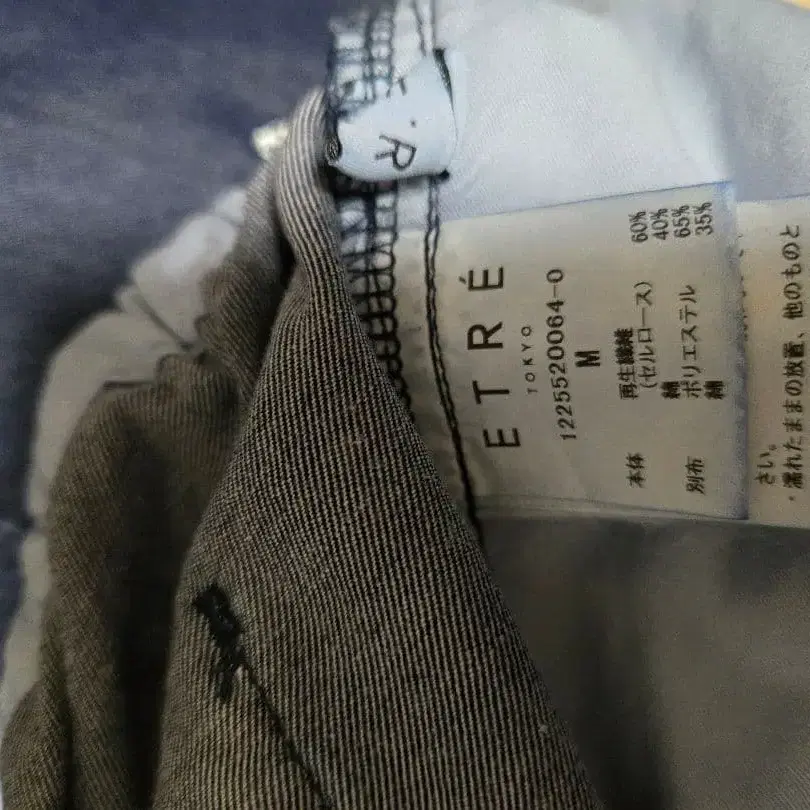 ÉTRÉ
TOKYO
1225520064-0
M
本体 再生繊維 60%
(セルロース)
綿 40%
別布 ポリエステル 65%
綿 35%
さい。
・濡れたままの放置、他のものと
R